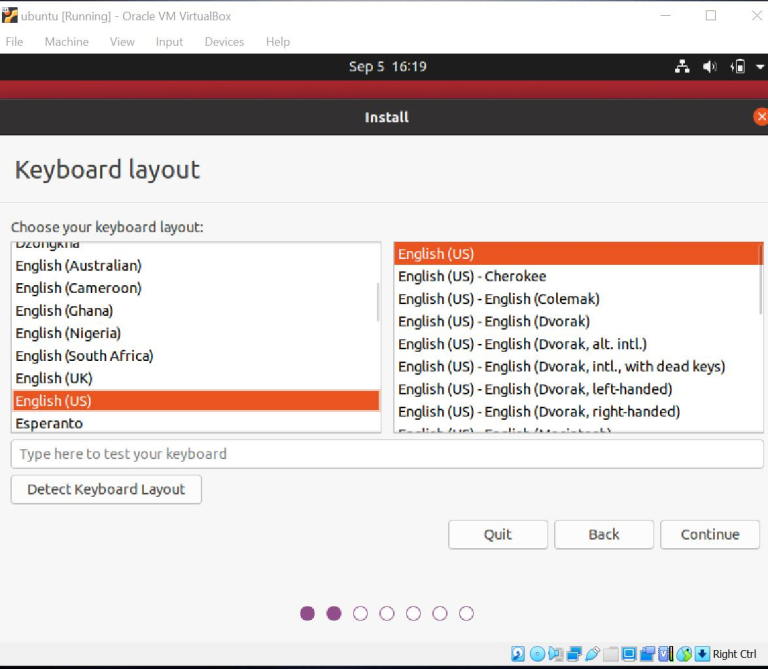 ubuntu [Running] - Oracle VM VirtualBox
File Machine View Input Devices Help
Sep 5 16:19
Install
Keyboard layout
Choose your keyboard layout:
Dzongkha
English (Australian)
English (Cameroon)
English (Ghana)
English (Nigeria)
English (South Africa)
English (UK)
English (US)
Esperanto
English (US)
English (US) - Cherokee
English (US) - English (Colemak)
English (US) - English (Dvorak)
English (US) - English (Dvorak, alt. intl.)
English (US) - English (Dvorak, intl., with dead keys)
English (US) - English (Dvorak, left-handed)
English (US) - English (Dvorak, right-handed)
English (US) - English (Macintosh)
Type here to test your keyboard
Detect Keyboard Layout
Quit Back Continue
Right Ctrl